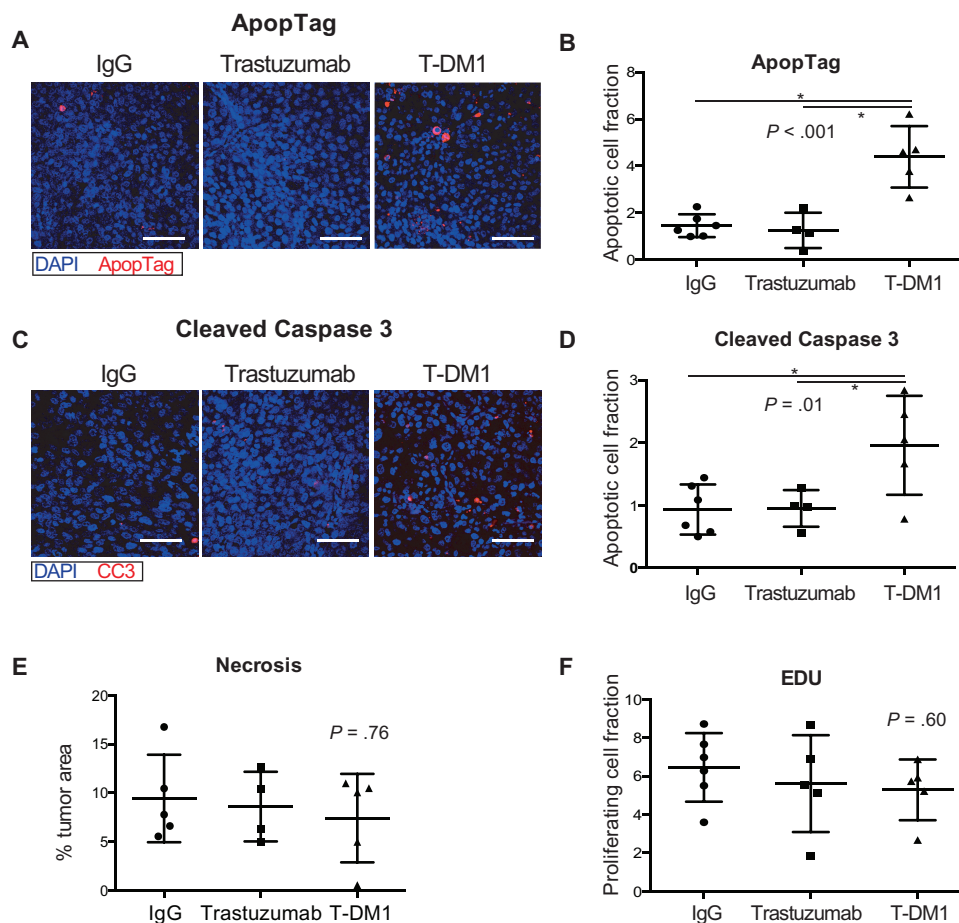 A
ApopTag
IgG Trastuzumab T-DM1
DAPI ApopTag
B
ApopTag
Apoptotic cell fraction
8
6
4
2
0
*
*
P < .001
IgG Trastuzumab T-DM1
C
Cleaved Caspase 3
IgG Trastuzumab T-DM1
DAPI CC3
D
Cleaved Caspase 3
Apoptotic cell fraction
3
2
1
0
*
*
P = .01
IgG Trastuzumab T-DM1
E
Necrosis
% tumor area
20
15
10
5
0
P = .76
IgG Trastuzumab T-DM1
F
EDU
Proliferating cell fraction
10
8
6
4
2
0
P = .60
IgG Trastuzumab T-DM1